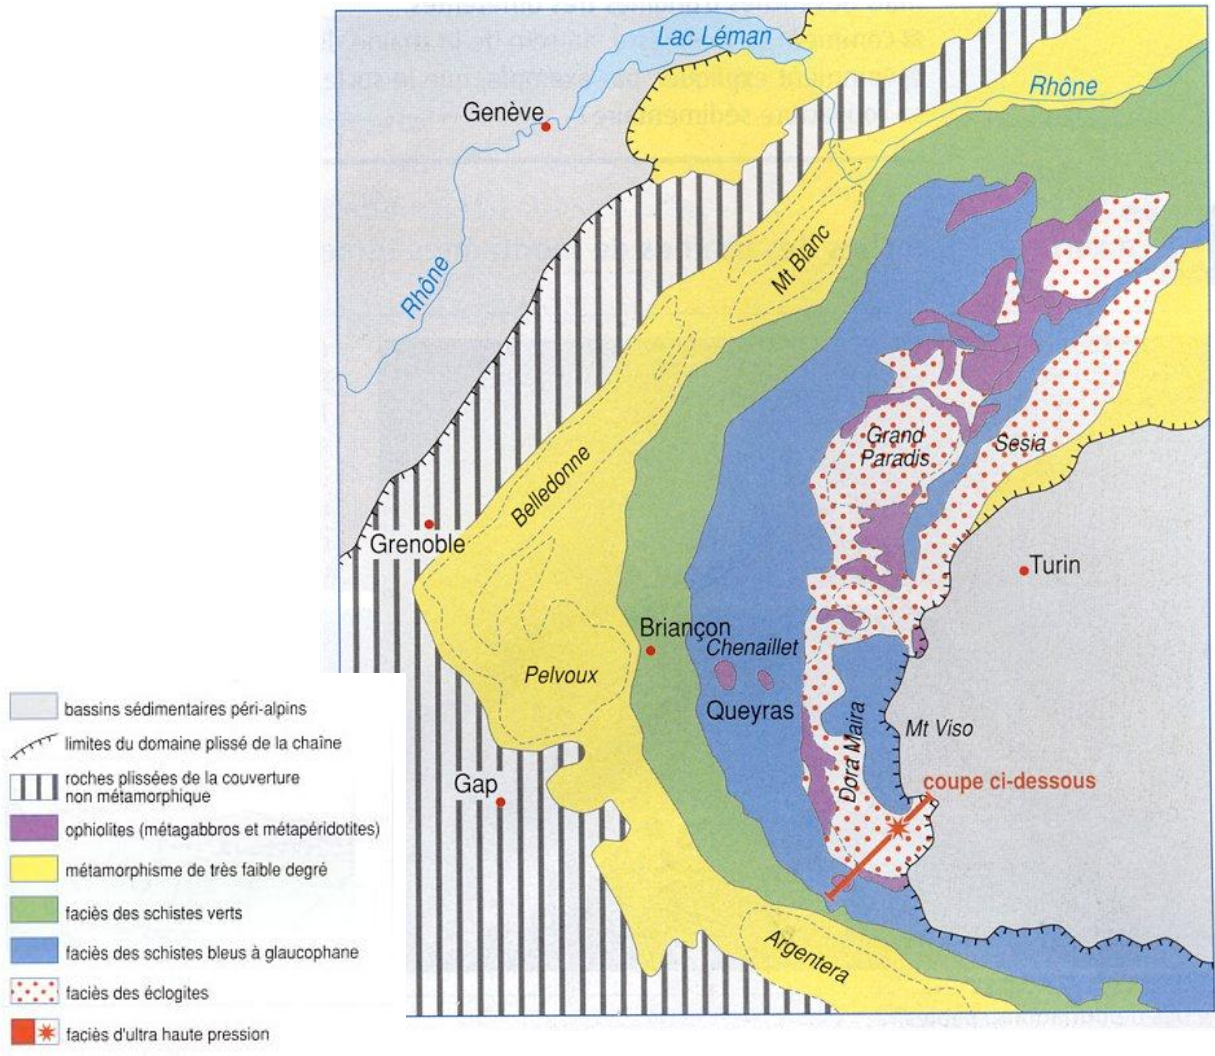 Lac Léman
Rhône
Genève
Rhône
Mt Blanc
Grand
Paradis
Sesia
Belledonne
Grenoble
Turin
Briançon
Chenaillet
Pelvoux
Queyras
Dora Maira
Mt Viso
Gap
coupe ci-dessous
Argentera
bassins sédimentaires péri-alpins
limites du domaine plissé de la chaîne
roches plissées de la couverture
non métamorphique
ophiolites (métagabbros et métapéridotites)
métamorphisme de très faible degré
faciès des schistes verts
faciès des schistes bleus à glaucophane
faciès des éclogites
faciès d'ultra haute pression